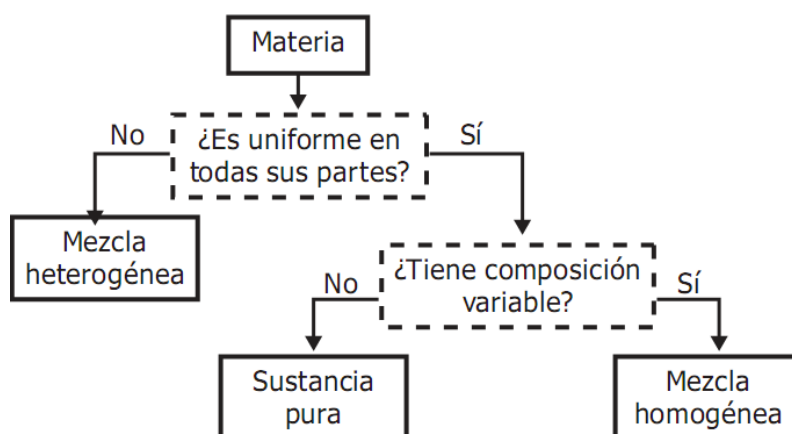 Materia
No
¿Es uniforme en
todas sus partes?
Sí
Mezcla
heterogénea
No
¿Tiene composición
variable?
Sí
Sustancia
pura
Mezcla
homogénea